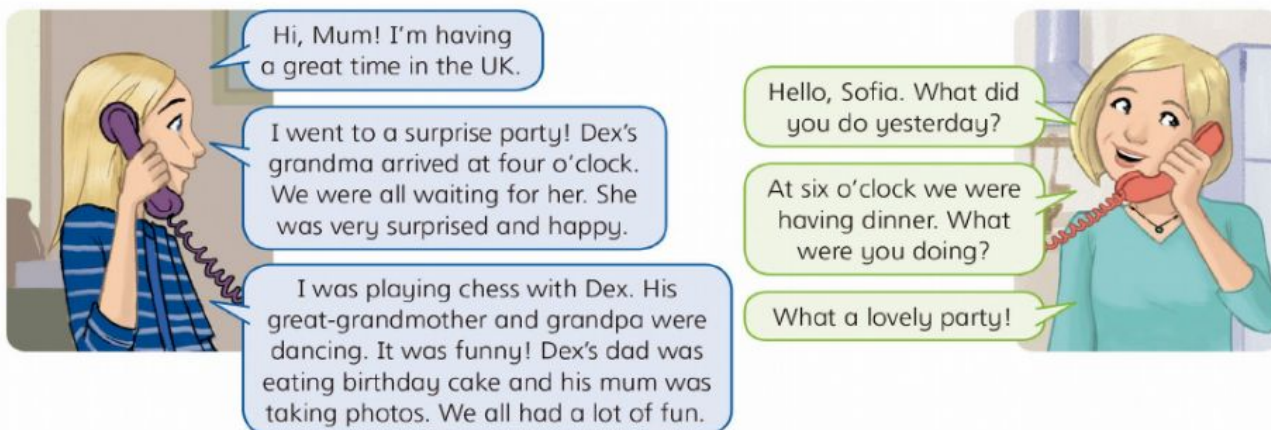 Hi, Mum! I'm having
a great time in the UK.
Hello, Sofia. What did
you do yesterday?
I went to a surprise party! Dex's
grandma arrived at four o'clock.
We were all waiting for her. She
was very surprised and happy.
At six o'clock we were
having dinner. What
were you doing?
I was playing chess with Dex. His
great-grandmother and grandpa were
dancing. It was funny! Dex's dad was
eating birthday cake and his mum was
taking photos. We all had a lot of fun.
What a lovely party!